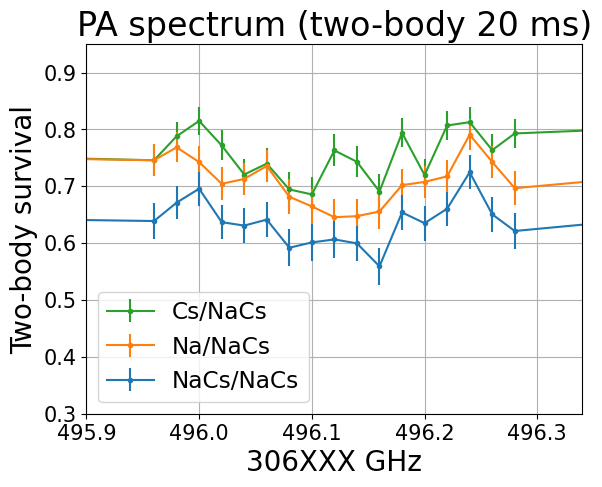 PA spectrum (two-body 20 ms)
Two-body survival
0.9
0.8
0.7
0.6
0.5
0.4
0.3
Cs/NaCs
Na/NaCs
NaCs/NaCs
495.9 496.0 496.1 496.2 496.3
306XXX GHz